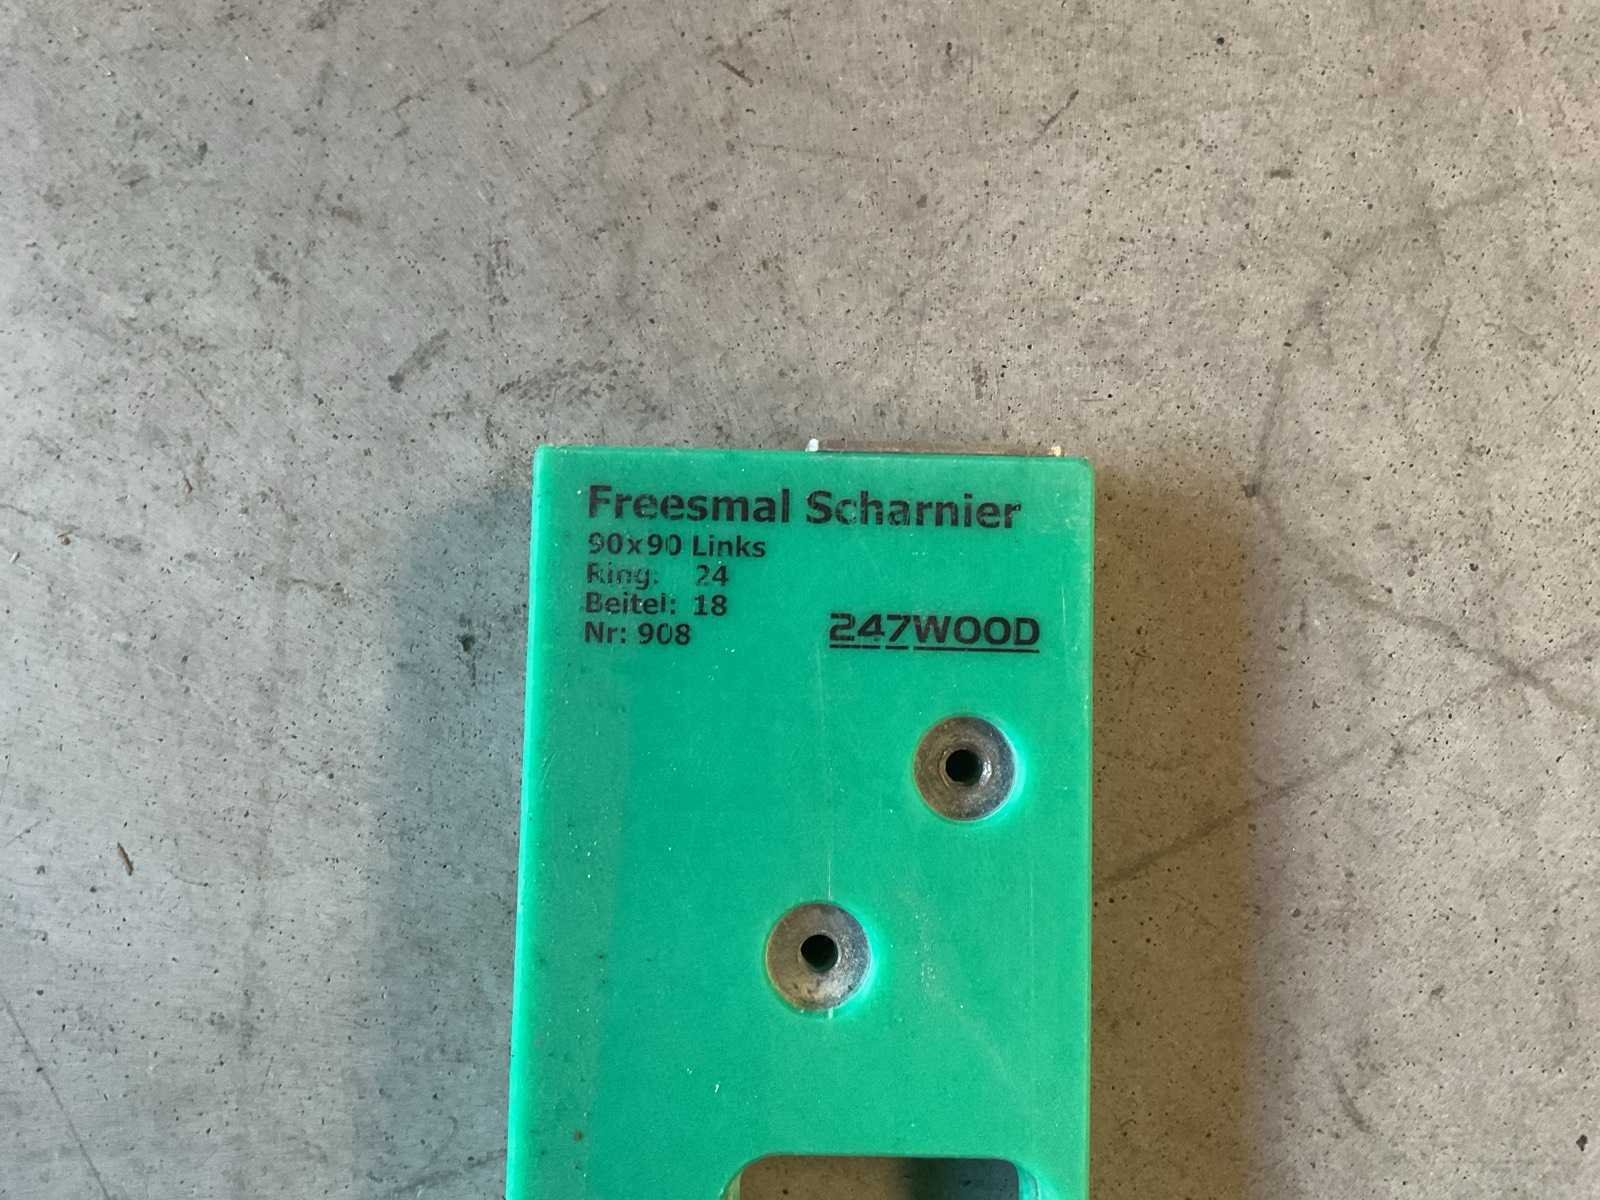 Freesmal Scharnier
90x90 Links
Ring: 24
Beitel: 18
Nr: 908
247WOOD